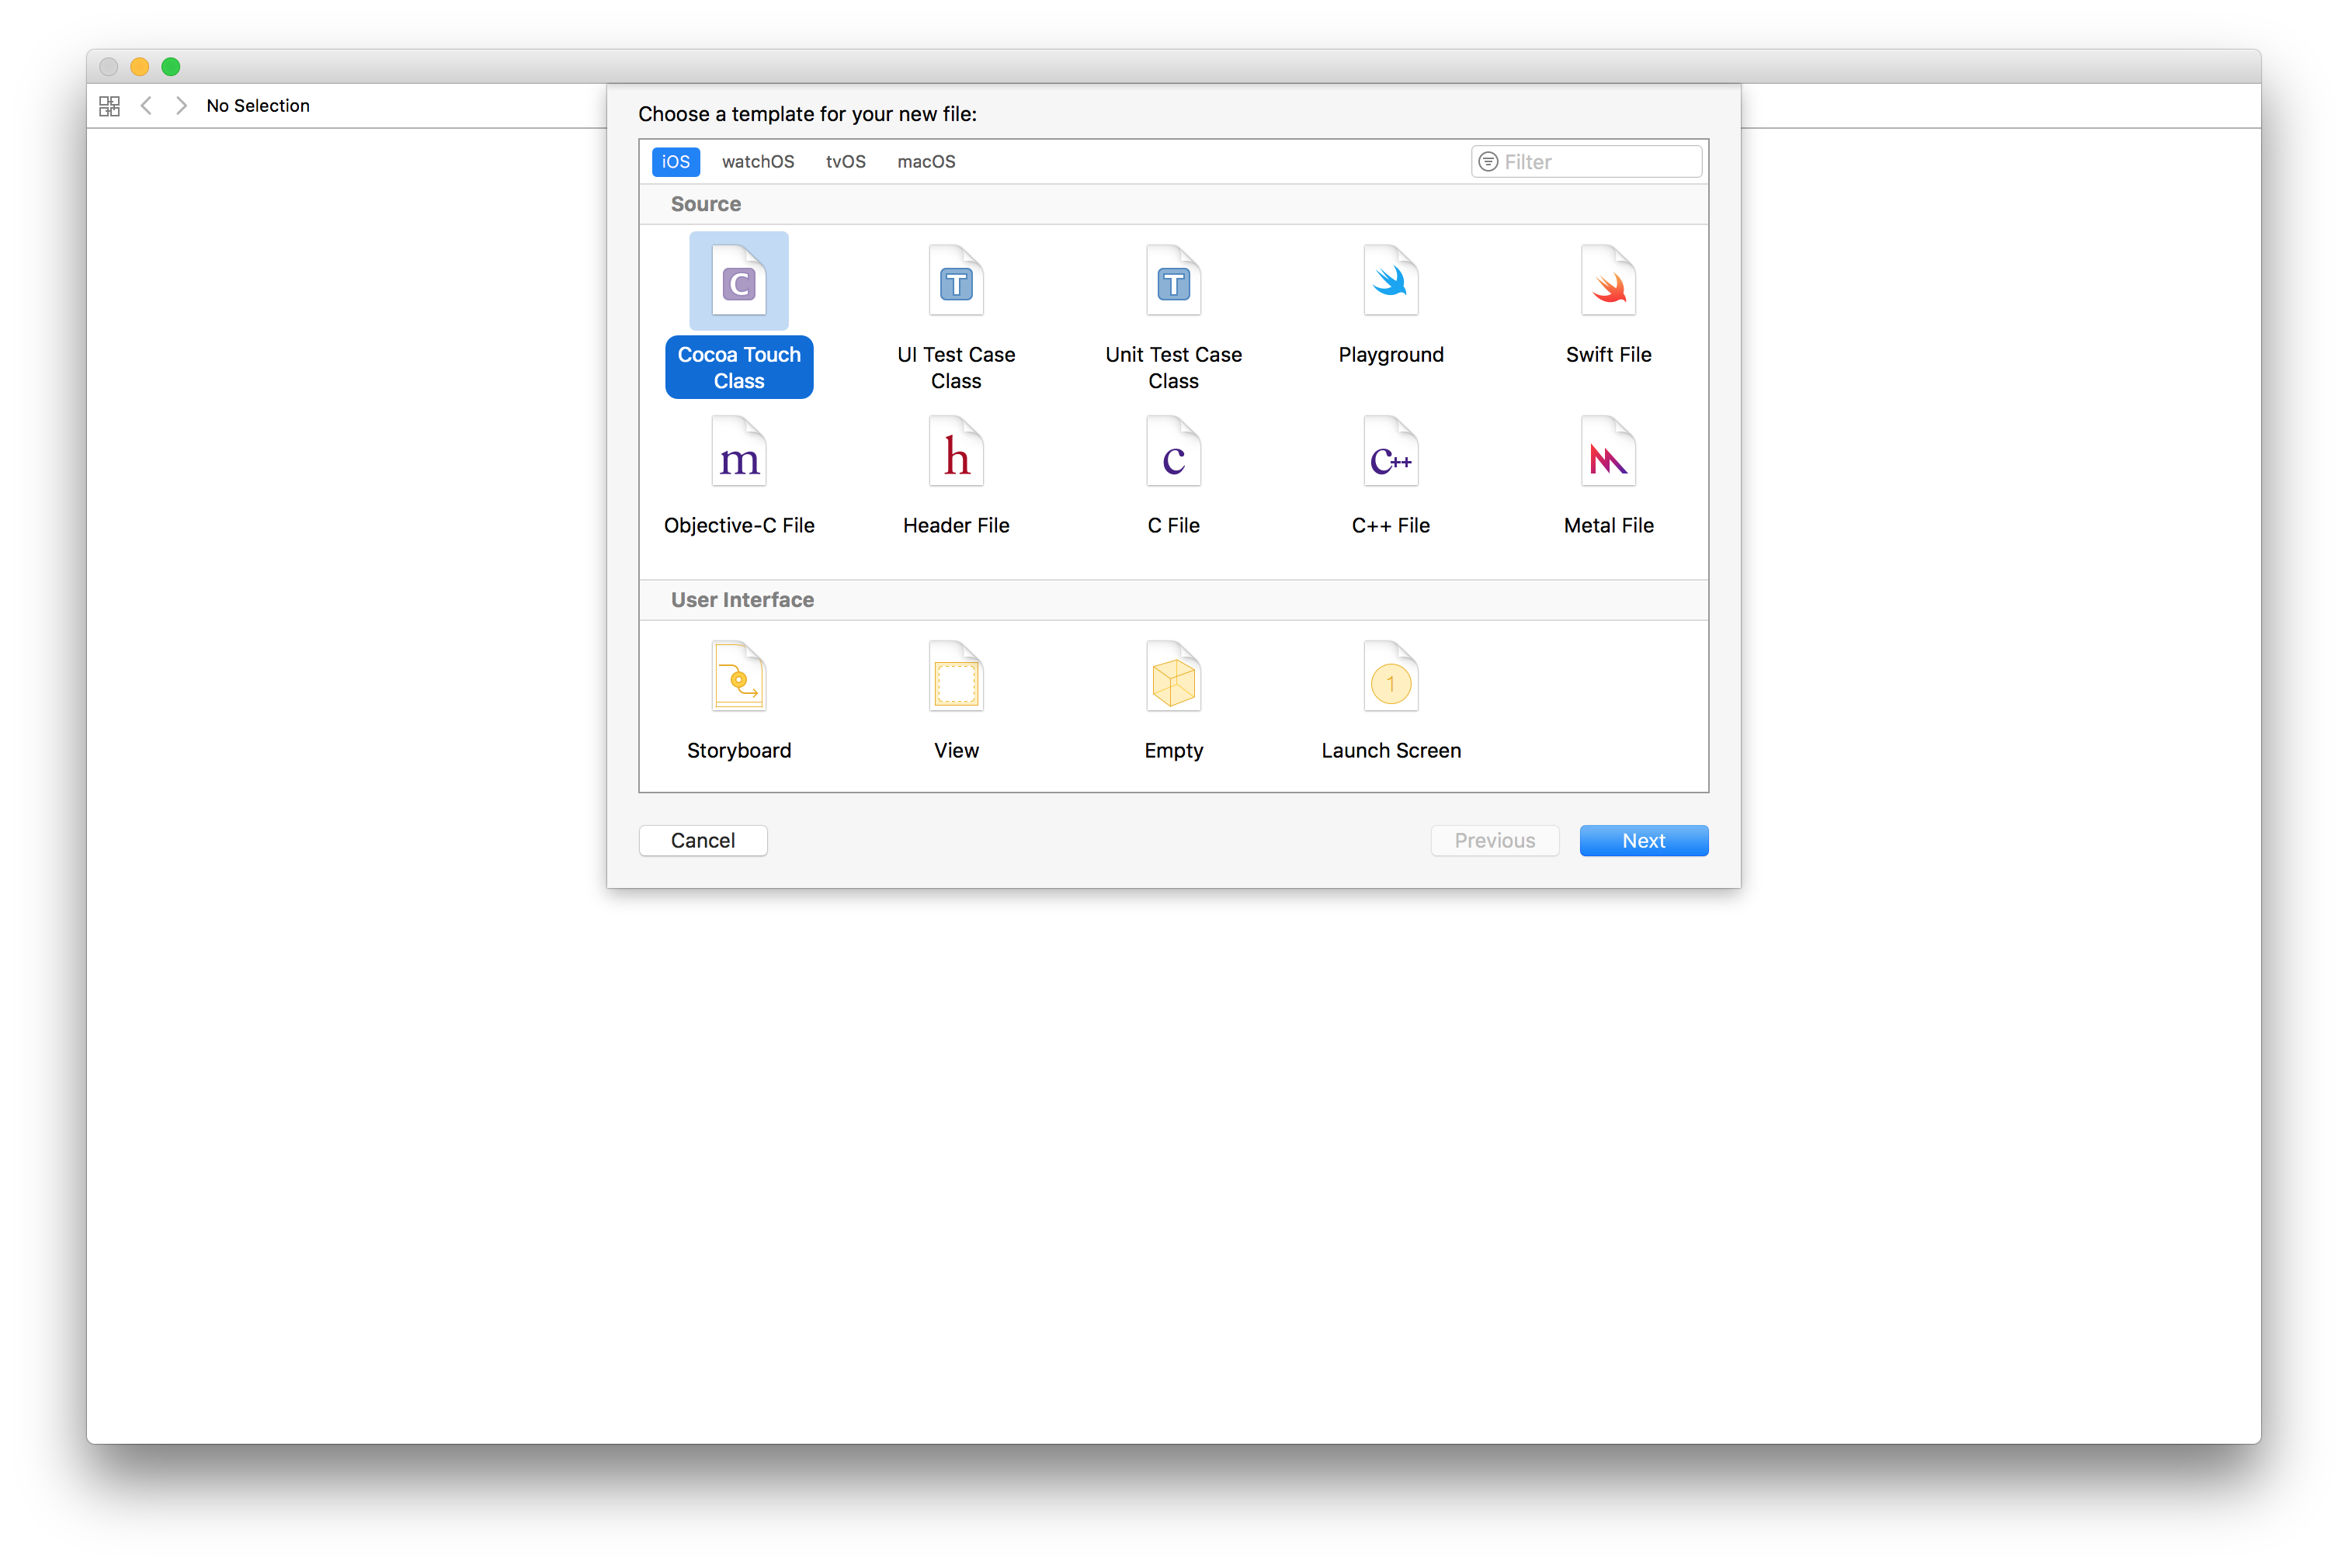 No Selection
Choose a template for your new file:
iOS watchOS tvOS macOS Filter
Source
C T T
Cocoa Touch
Class
UI Test Case
Class
Unit Test Case
Class
Playground
Swift File
m h c C++
Objective-C File Header File C File C++ File Metal File
User Interface
1
Storyboard View Empty Launch Screen
Cancel Previous Next